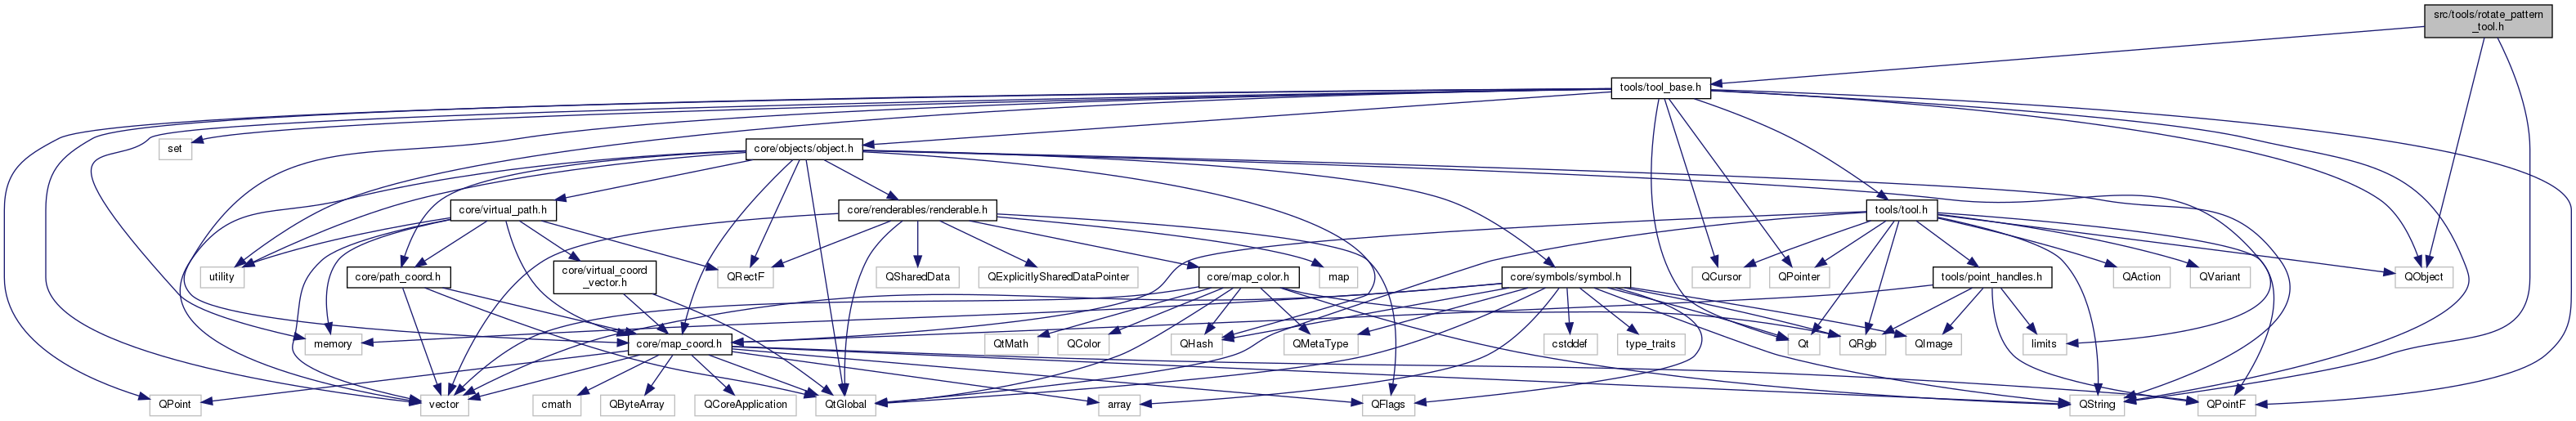 src/tools/rotate_pattern
_tool.h
tools/tool_base.h
set
core/objects/object.h
core/virtual_path.h
core/renderables/renderable.h
tools/tool.h
utility
core/path_coord.h
core/virtual_coord
_vector.h
QRectF
QSharedData
QExplicitlySharedDataPointer
core/map_color.h
map
core/symbols/symbol.h
QCursor
QPointer
tools/point_handles.h
QAction
QVariant
QObject
memory
core/map_coord.h
QtMath
QColor
QHash
QMetaType
cstddef
type_traits
Qt
QRgb
QImage
limits
QPoint
vector
cmath
QByteArray
QCoreApplication
QtGlobal
array
QFlags
QString
QPointF